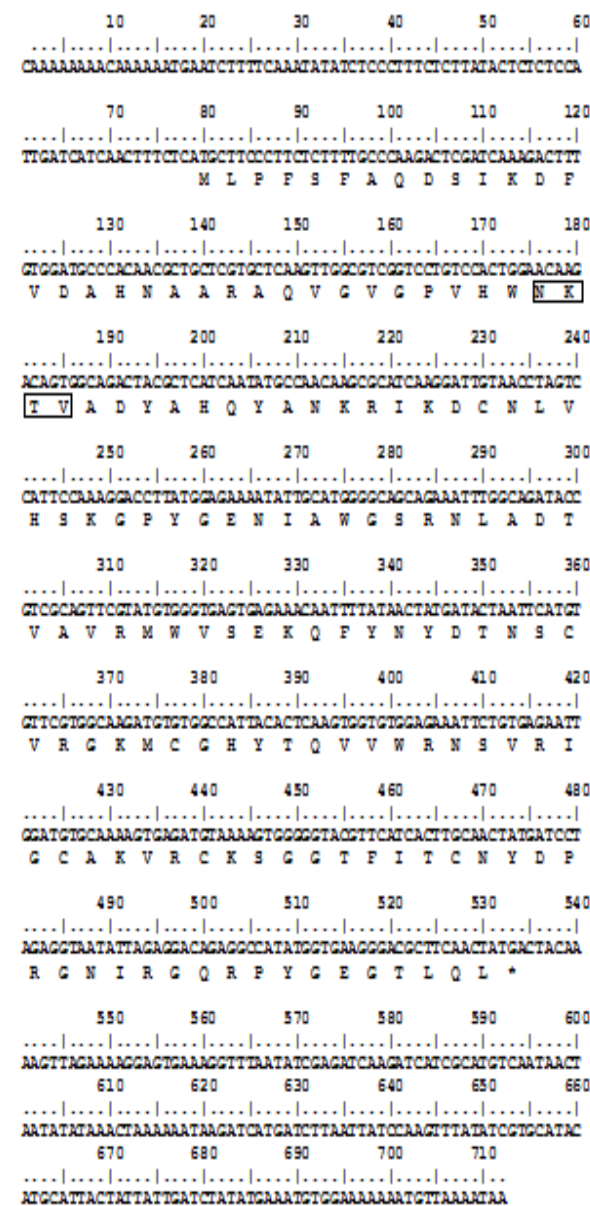 10 20 30 40 50 60
....|....|....|....|....|....|....|....|....|....|....|....|
CAAAAAAAACAAAAAATGAATCTTTTCAAATATATCTCCCTTTCTCTTATACTCTCTCCA
70 80 90 100 110 120
....|....|....|....|....|....|....|....|....|....|....|....|
TTGATCATCAACTTTCTCATGCTTCCCTTCTCTTTTGCCCAAGACTCGATCAAAGACTTT
M L P F S F A Q D S I K D F
130 140 150 160 170 180
....|....|....|....|....|....|....|....|....|....|....|....|
GTGGATGCCCACAACGCTGCTCGTGCTCAAGTTGGCGTCGGTCCTGTCCACTGGAACAAG
V D A H N A A R A Q V G V G P V H W N K
190 200 210 220 230 240
....|....|....|....|....|....|....|....|....|....|....|....|
ACAGTGGCAGACTACGCTCATCAATATGCCAACAAGCGCATCAAGGATTGTAACCTAGTC
T V A D Y A H Q Y A N K R I K D C N L V
250 260 270 280 290 300
....|....|....|....|....|....|....|....|....|....|....|....|
CATTCCAAAGGACCTTATGGAGAAAATATTGCATGGGGCAGCAGAAATTTGGCAGATACC
H S K G P Y G E N I A W G S R N L A D T
310 320 330 340 350 360
....|....|....|....|....|....|....|....|....|....|....|....|
GTCGCAGTTCGTATGTGGGTGAGTGAGAAACAATTTTATAACTATGATACTAATTCATGT
V A V R M W V S E K Q F Y N Y D T N S C
370 380 390 400 410 420
....|....|....|....|....|....|....|....|....|....|....|....|
GTTCGTGGCAAGATGTGTGGCCATTACACTCAAGTGGTGTGGAGAAATTCTGTGAGAATT
V R G K M C G H Y T Q V V W R N S V R I
430 440 450 460 470 480
....|....|....|....|....|....|....|....|....|....|....|....|
GGATGTGCAAAAGTGAGATGTAAAAGTGGGGGTACGTTCATCACTTGCAACTATGATCCT
G C A K V R C K S G G T F I T C N Y D P
490 500 510 520 530 540
....|....|....|....|....|....|....|....|....|....|....|....|
AGAGGTAATATTAGAGGACAGAGGCCATATGGTGAAGGGACGCTTCAACTATGACTACAA
R G N I R G Q R P Y G E G T L Q L *
550 560 570 580 590 600
....|....|....|....|....|....|....|....|....|....|....|....|
AAGTTAGAAAAGGAGTGAAAGGTTTAATATCGAGATCAAGATCATCGCATGTCAATAACT
610 620 630 640 650 660
....|....|....|....|....|....|....|....|....|....|....|....|
AATATATAAACTAAAAAATAAGATCATGATCTTAATTATCCAAGTTTATATCGTGCATAC
670 680 690 700 710
....|....|....|....|....|....|....|....|....|....|..
ATGCATTACTATTATTGATCTATATGAAATGTGGAAAAAAATGTTAAAATAA